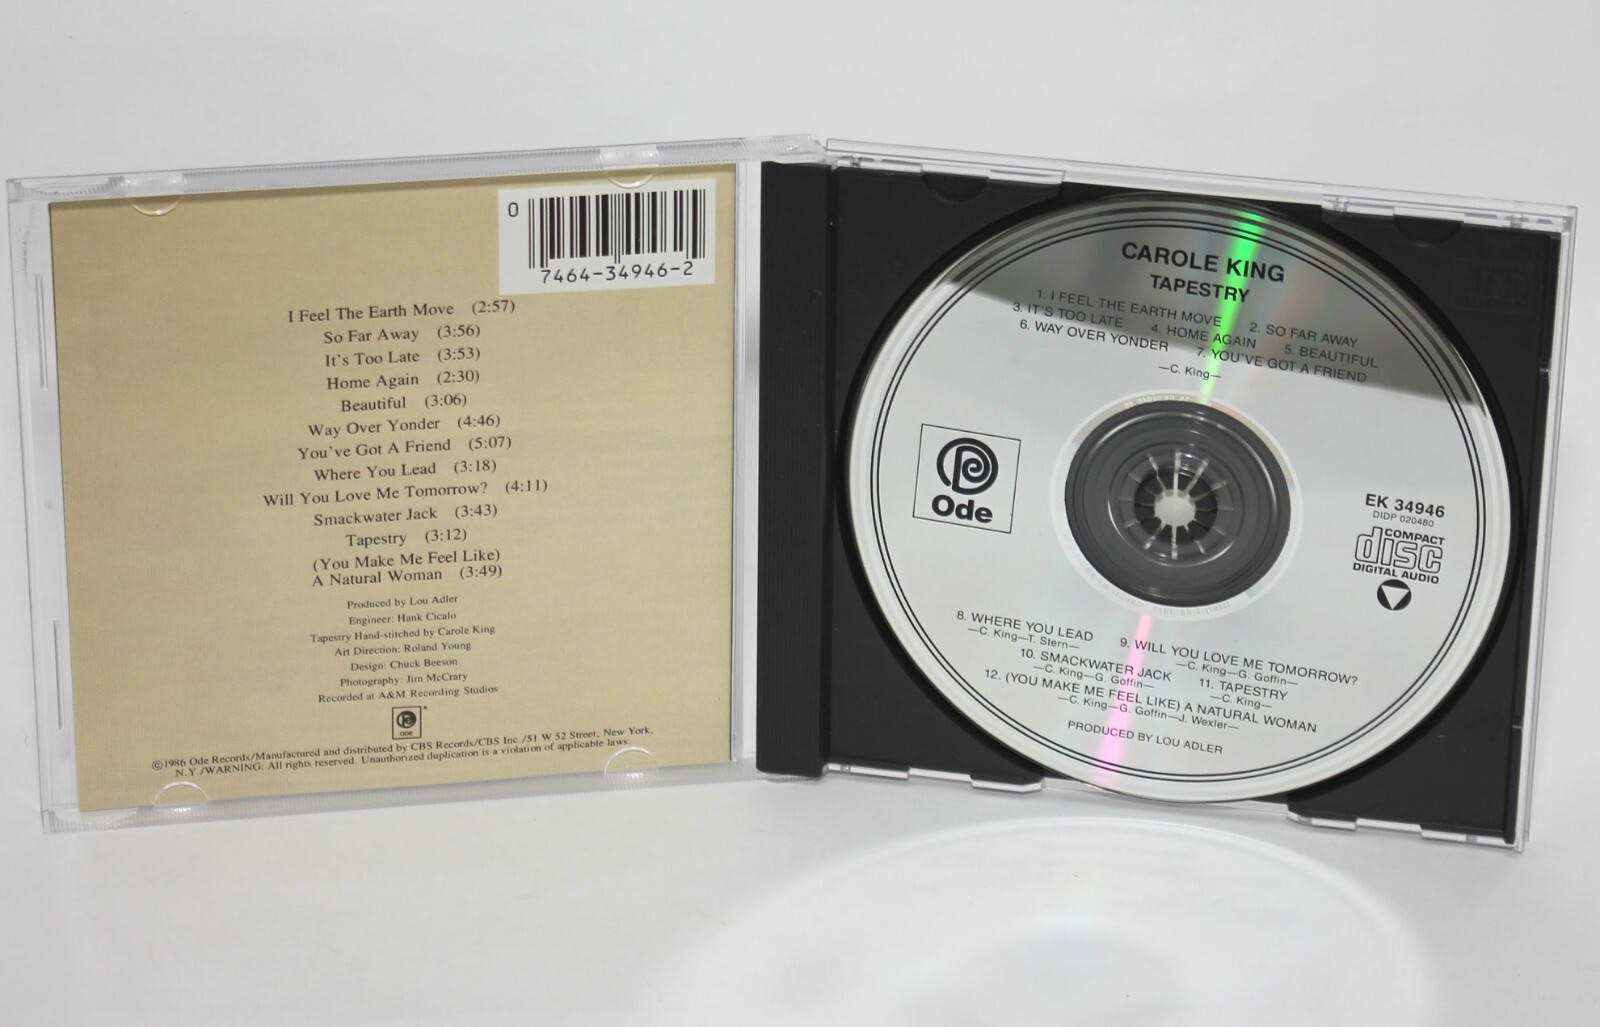 0
7464-34946-2
I Feel The Earth Move (2:57)
So Far Away (3:56)
It's Too Late (3:53)
Home Again (2:30)
Beautiful (3:06)
Way Over Yonder (4:46)
You've Got A Friend (5:07)
Where You Lead (3:18)
Will You Love Me Tomorrow? (4:11)
Smackwater Jack (3:43)
Tapestry (3:12)
(You Make Me Feel Like)
A Natural Woman (3:49)
Produced by Lou Adler
Engineer: Hank Cicalo
Tapestry Hand-stitched by Carole King
Art Direction: Roland Young
Design: Chuck Beeson
Photography: Jim McCrary
Recorded at A&M Recording Studios
ODE
®
©1986 Ode Records/Manufactured and distributed by CBS Records/CBS Inc./51 W 52 Street, New York,
N.Y./WARNING: All rights reserved. Unauthorized duplication is a violation of applicable laws.
CAROLE KING
TAPESTRY
1. I FEEL THE EARTH MOVE 2. SO FAR AWAY
3. IT'S TOO LATE 4. HOME AGAIN 5. BEAUTIFUL
6. WAY OVER YONDER 7. YOU'VE GOT A FRIEND
—C. King—
Ode
EK 34946
DIDP 020480
COMPACT
disc
DIGITAL AUDIO
8. WHERE YOU LEAD 9. WILL YOU LOVE ME TOMORROW?
—C. King—T. Stern— —C. King—G. Goffin—
10. SMACKWATER JACK 11. TAPESTRY
—C. King—G. Goffin— —C. King—
12. (YOU MAKE ME FEEL LIKE) A NATURAL WOMAN
—C. King—G. Goffin—J. Wexler—
PRODUCED BY LOU ADLER